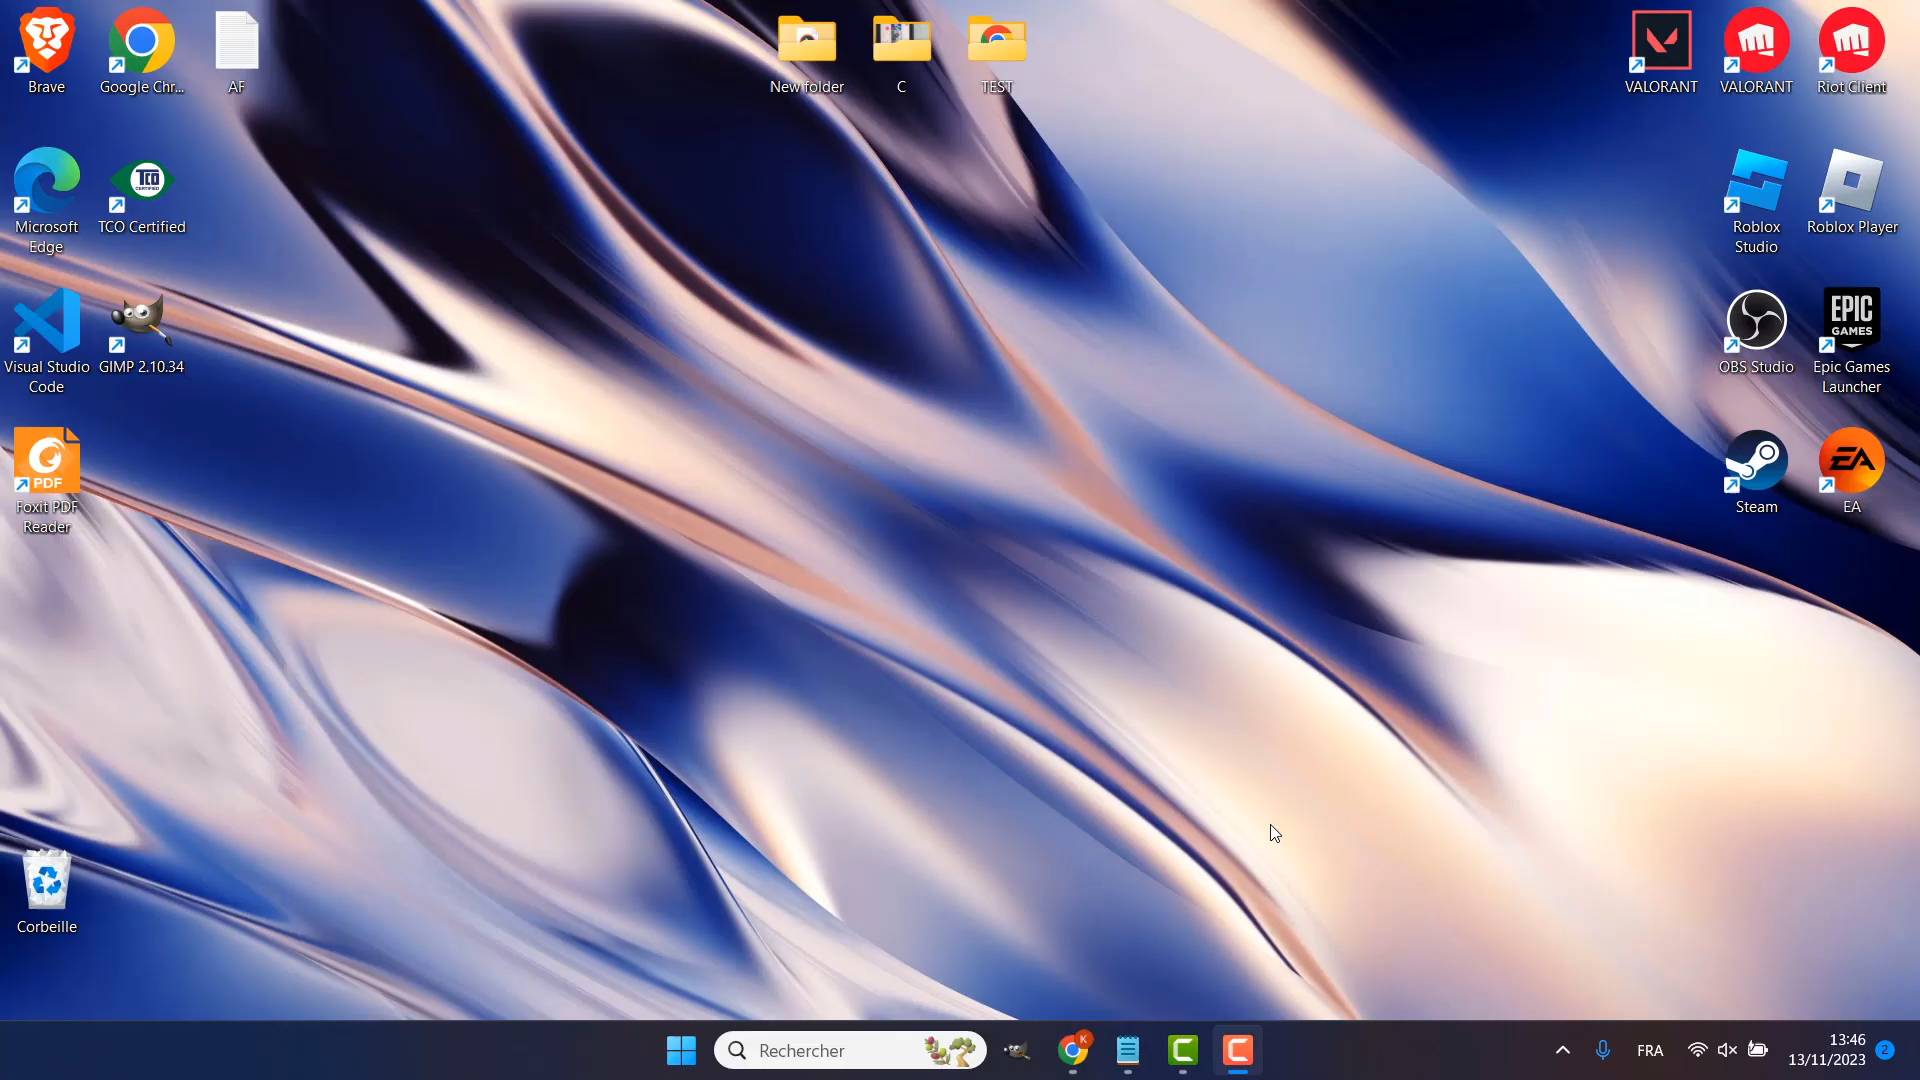 Brave
Google Chr...
AF
New folder
C
TEST
VALORANT
VALORANT
Riot Client
Microsoft
Edge
TCO
CERTIFIED
TCO Certified
Roblox
Studio
Roblox Player
Visual Studio
Code
GIMP 2.10.34
OBS Studio
EPIC
GAMES
Epic Games
Launcher
PDF
Foxit PDF
Reader
Steam
EA
EA
Corbeille
Rechercher
K
FRA
13:46
13/11/2023
2